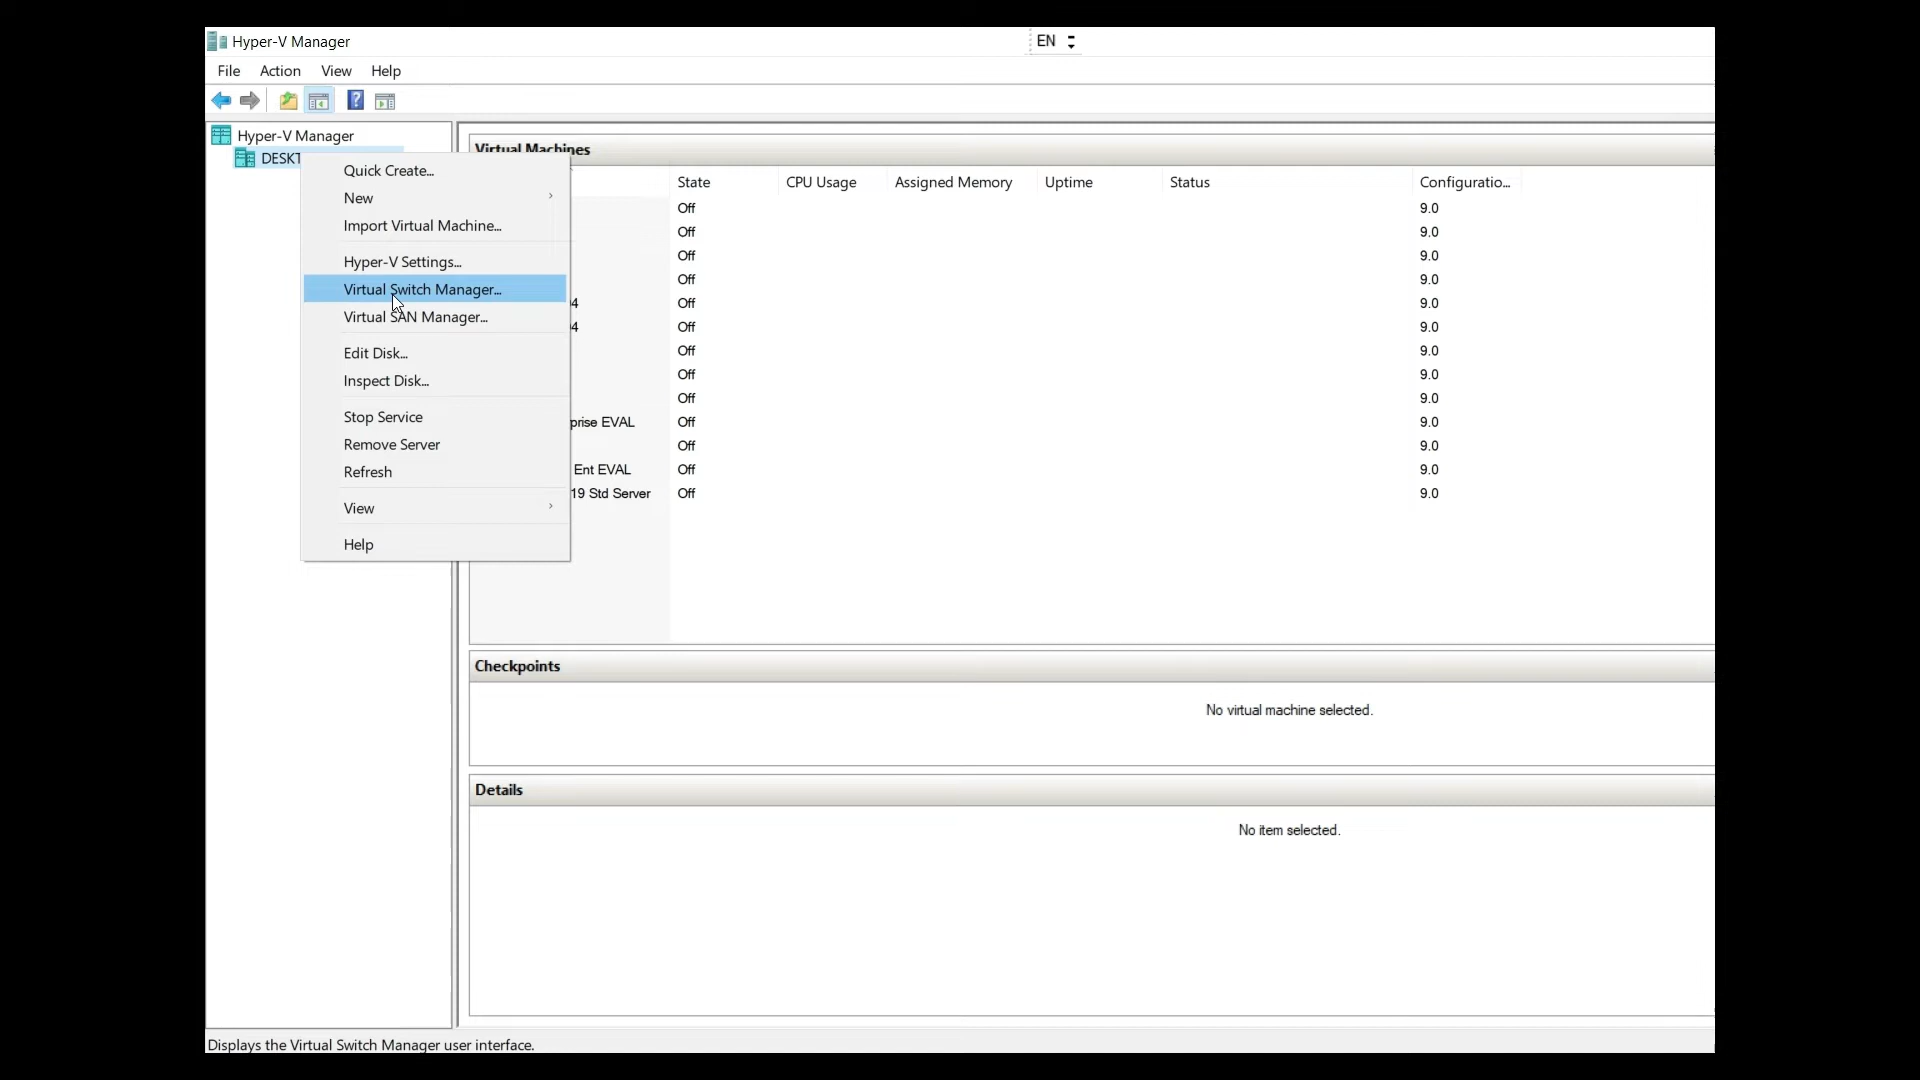 Hyper-V Manager
EN
File Action View Help
Hyper-V Manager
DESKT
Virtual Machines
State CPU Usage Assigned Memory Uptime Status Configuratio...
Off 9.0
Off 9.0
Off 9.0
Off 9.0
04 Off 9.0
04 Off 9.0
Off 9.0
Off 9.0
Off 9.0
prise EVAL Off 9.0
Off 9.0
Ent EVAL Off 9.0
19 Std Server Off 9.0
Quick Create...
New
Import Virtual Machine...
Hyper-V Settings...
Virtual Switch Manager...
Virtual SAN Manager...
Edit Disk...
Inspect Disk...
Stop Service
Remove Server
Refresh
View
Help
Checkpoints
No virtual machine selected.
Details
No item selected.
Displays the Virtual Switch Manager user interface.